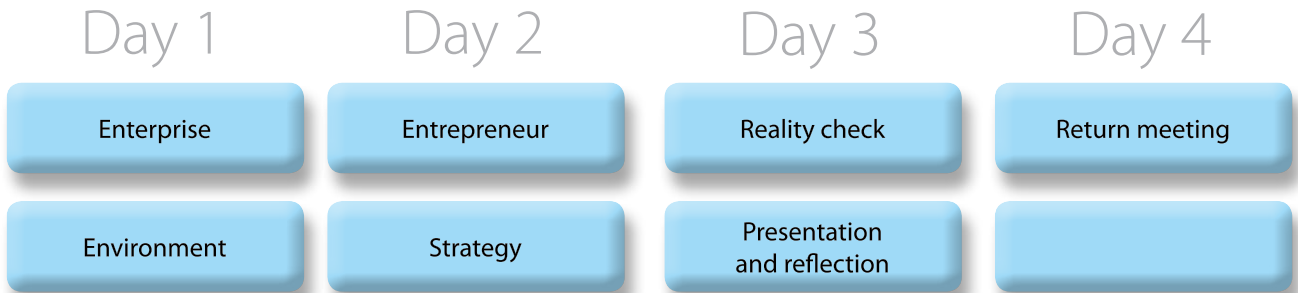 Day 1 Day 2 Day 3 Day 4
Enterprise Entrepreneur Reality check Return meeting
Environment Strategy Presentation
and reflection